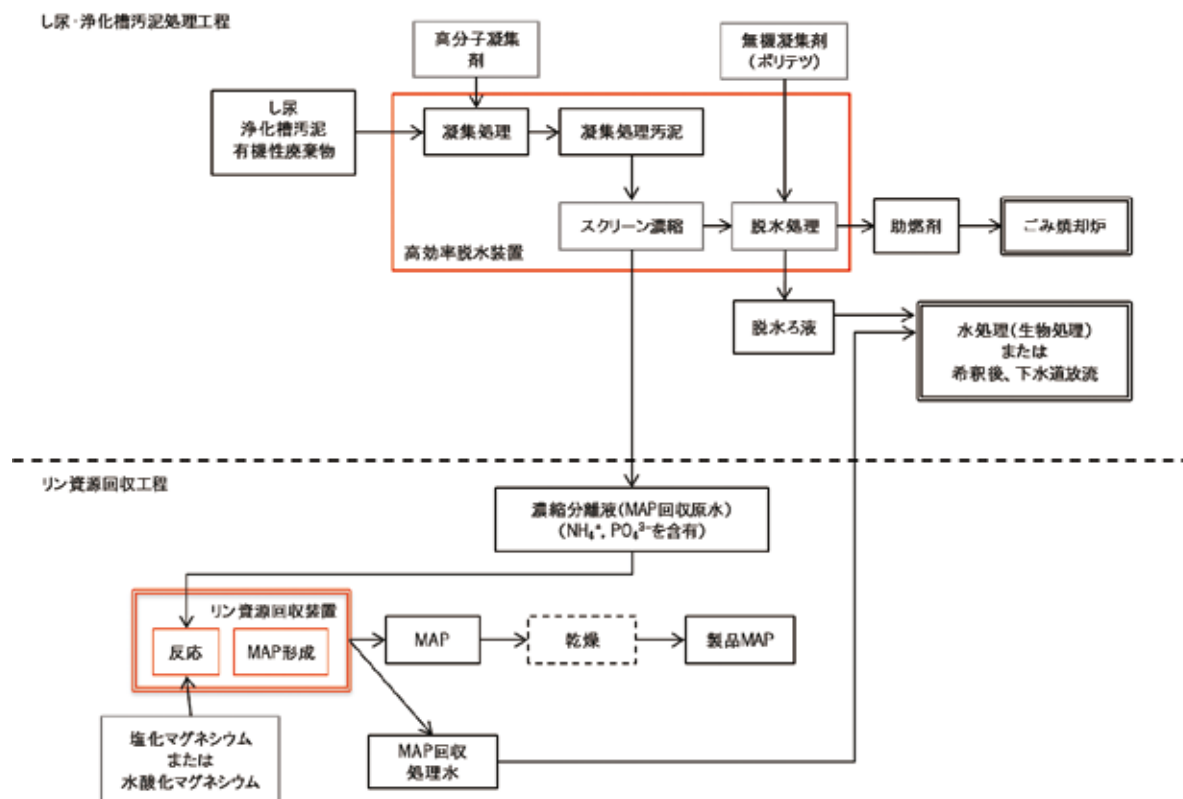 し尿・浄化槽汚泥処理工程
高分子凝集
剤
無機凝集剤
(ポリテツ)
し尿
浄化槽汚泥
有機性廃棄物
凝集処理
凝集処理汚泥
スクリーン濃縮
脱水処理
助燃剤
ごみ焼却炉
高効率脱水装置
脱水ろ液
水処理(生物処理)
または
希釈後、下水道放流
リン資源回収工程
濃縮分離液(MAP回収原水)
(NH₄⁺, PO₄³⁻を含有)
リン資源回収装置
反応
MAP形成
MAP
乾燥
製品MAP
塩化マグネシウム
または
水酸化マグネシウム
MAP回収
処理水